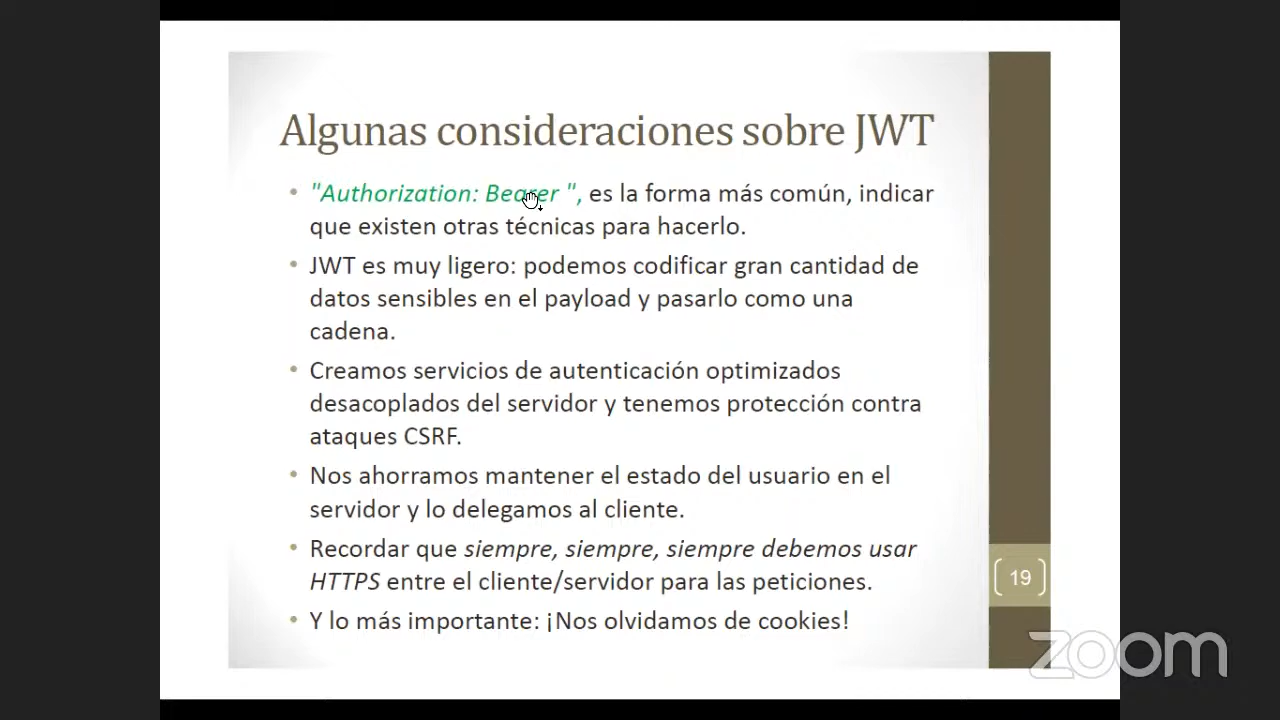 Algunas consideraciones sobre JWT
• "Authorization: Bearer ", es la forma más común, indicar
que existen otras técnicas para hacerlo.
• JWT es muy ligero: podemos codificar gran cantidad de
datos sensibles en el payload y pasarlo como una
cadena.
• Creamos servicios de autenticación optimizados
desacoplados del servidor y tenemos protección contra
ataques CSRF.
• Nos ahorramos mantener el estado del usuario en el
servidor y lo delegamos al cliente.
• Recordar que siempre, siempre, siempre debemos usar
HTTPS entre el cliente/servidor para las peticiones.
• Y lo más importante: ¡Nos olvidamos de cookies!
19
zoom